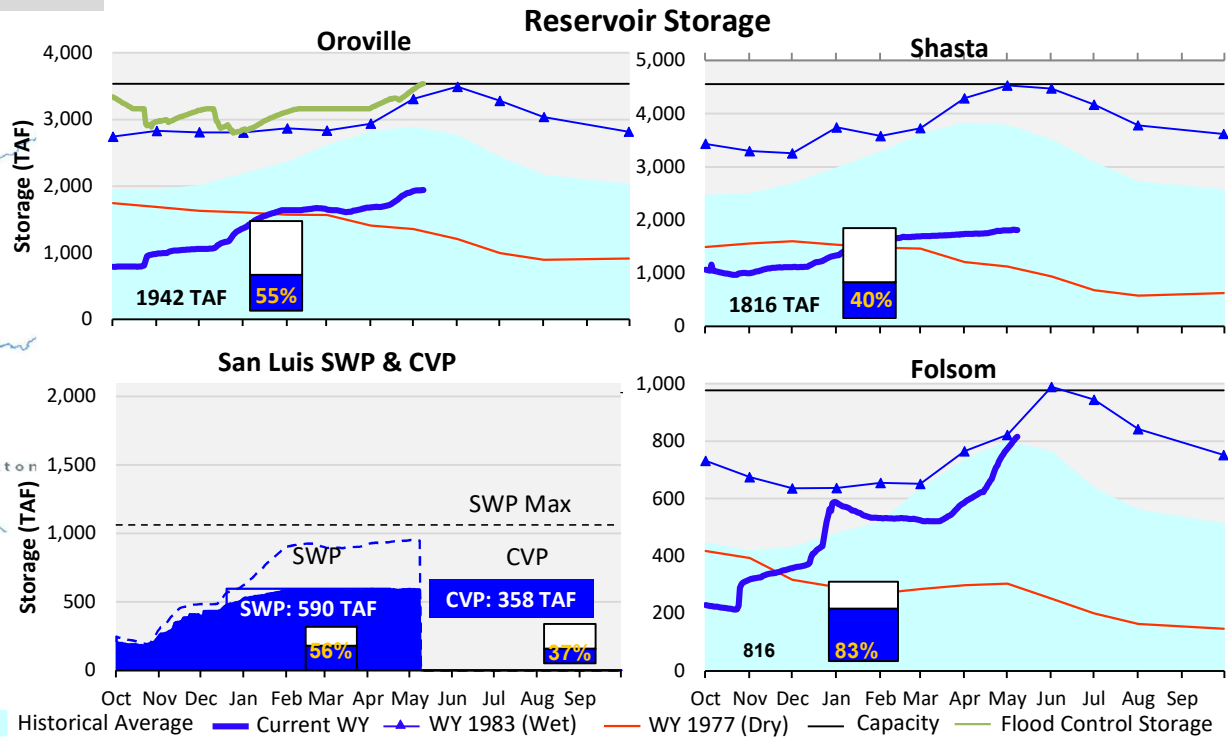 Reservoir Storage
Oroville
4,000
3,000
2,000
1,000
0
Storage (TAF)
1942 TAF
55%
Shasta
5,000
4,000
3,000
2,000
1,000
0
1816 TAF
40%
San Luis SWP & CVP
2,000
1,500
1,000
500
0
Storage (TAF)
SWP Max
SWP
CVP
SWP: 590 TAF
CVP: 358 TAF
56%
37%
Oct Nov Dec Jan Feb Mar Apr May Jun Jul Aug Sep
Folsom
1,000
800
600
400
200
0
816
83%
Oct Nov Dec Jan Feb Mar Apr May Jun Jul Aug Sep
ton
Historical Average Current WY WY 1983 (Wet) WY 1977 (Dry) Capacity Flood Control Storage